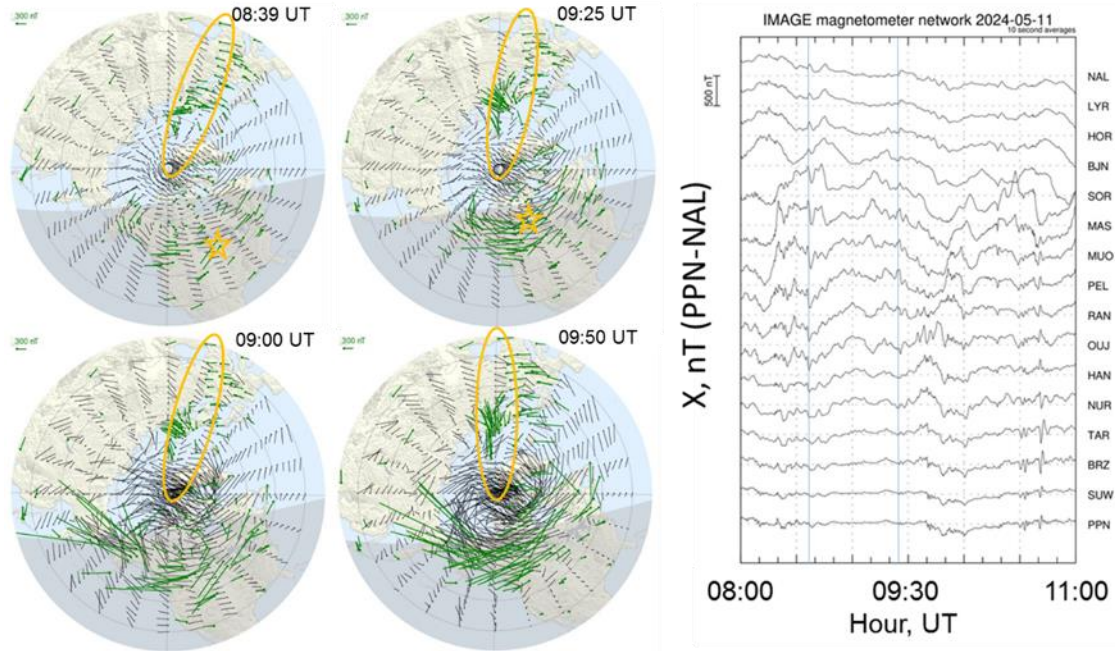 300 nT
08:39 UT
300 nT
09:25 UT
300 nT
09:00 UT
300 nT
09:50 UT
IMAGE magnetometer network 2024-05-11
10 second averages
500 nT
X, nT (PPN-NAL)
NAL
LYR
HOR
BJN
SOR
MAS
MUO
PEL
RAN
OUJ
HAN
NUR
TAR
BRZ
SUW
PPN
08:00
09:30
11:00
Hour, UT